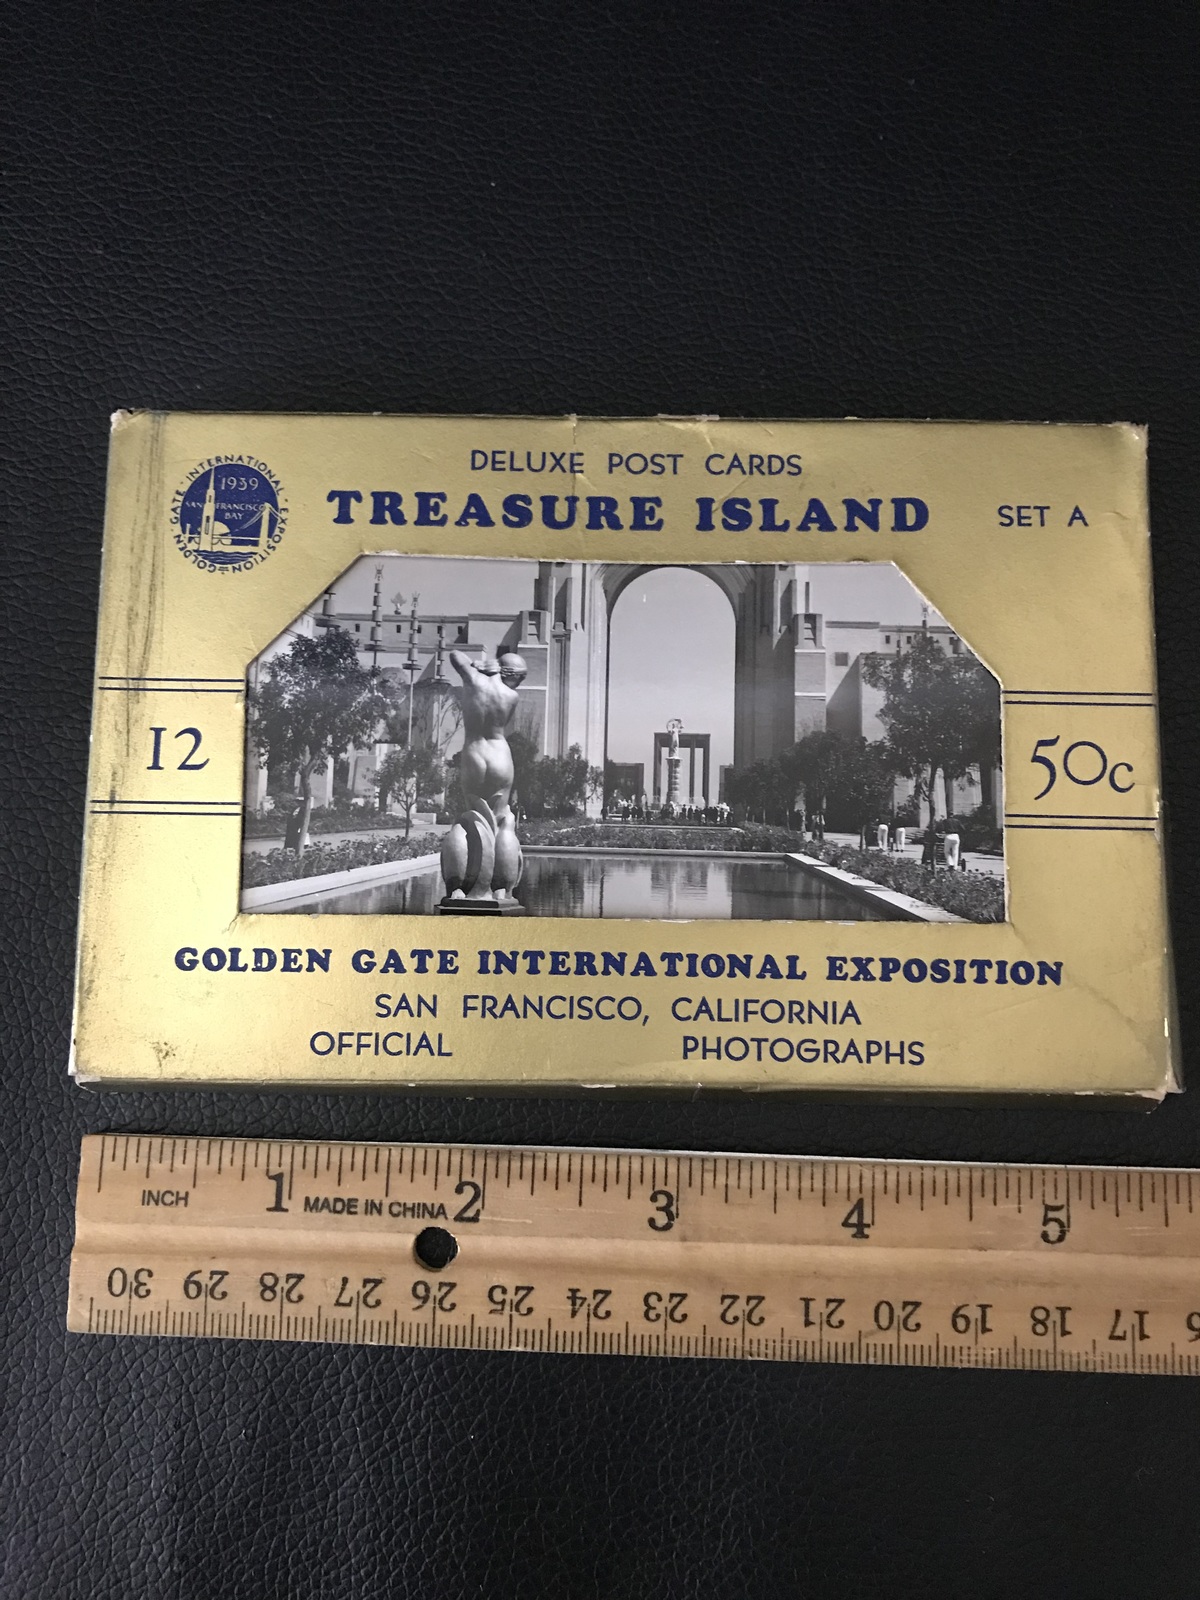 DELUXE POST CARDS
TREASURE ISLAND
SET A
GOLDEN GATE INTERNATIONAL EXPOSITION
1939
SAN FRANCISCO
BAY
12
50c
GOLDEN GATE INTERNATIONAL EXPOSITION
SAN FRANCISCO, CALIFORNIA
OFFICIAL PHOTOGRAPHS
INCH 1 MADE IN CHINA 2 3 4 5
30 29 28 27 26 25 24 23 22 21 20 19 18 17